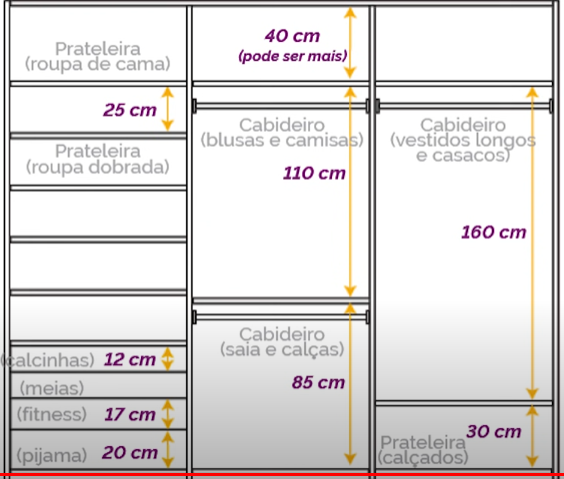 Prateleira
(roupa de cama)
25 cm
Prateleira
(roupa dobrada)
(calcinhas) 12 cm
(meias)
(fitness) 17 cm
(pijama) 20 cm
40 cm
(pode ser mais)
Cabideiro
(blusas e camisas)
110 cm
Cabideiro
(saia e calças)
85 cm
Cabideiro
(vestidos longos
e casacos)
160 cm
30 cm
Prateleira
(calçados)